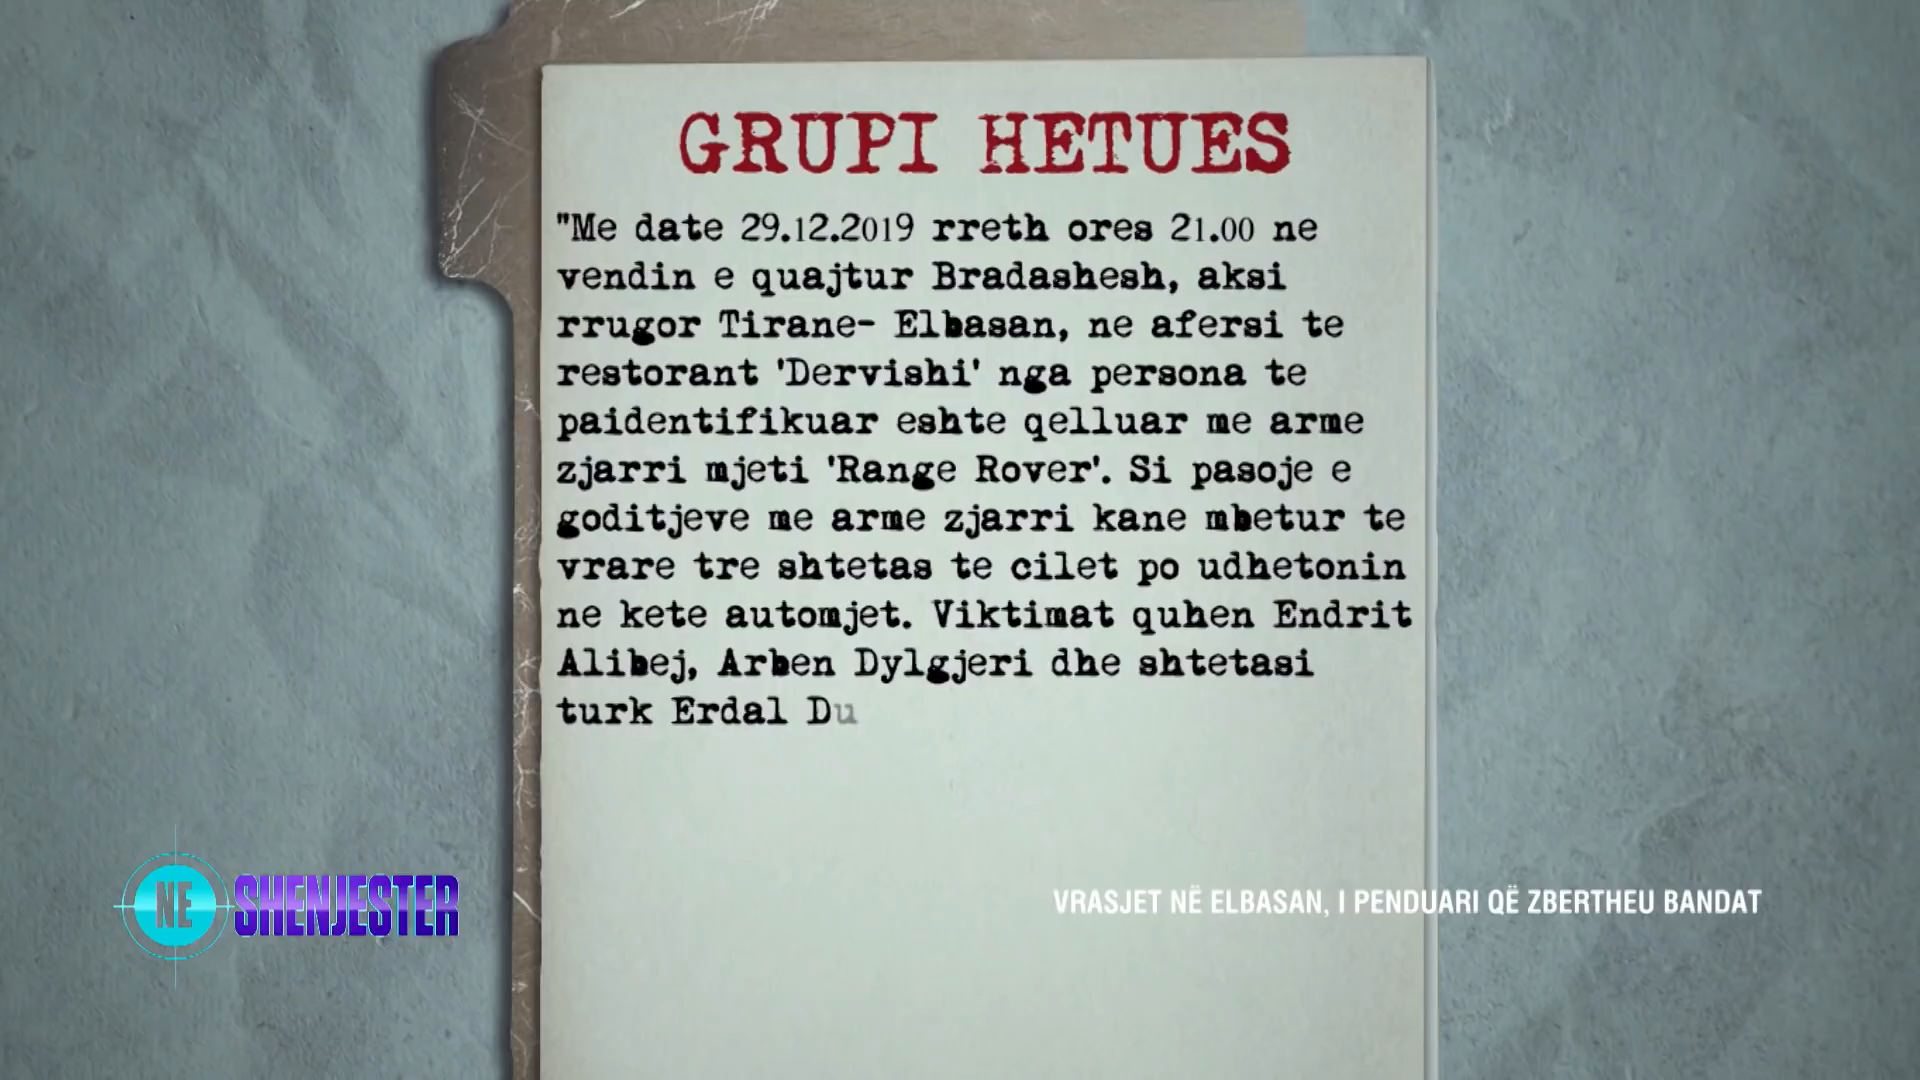 GRUPI HETUES
"Me date 29.12.2019 rreth ores 21.00 ne
vendin e quajtur Bradashesh, aksi
rrugor Tirane- Elbasan, ne afersi te
restorant 'Dervishi' nga persona te
paidentifikuar eshte qelluar me arme
zjarri mjeti 'Range Rover'. Si pasoje e
goditjeve me arme zjarri kane mbetur te
vrare tre shtetas te cilet po udhetonin
ne kete automjet. Viktimat quhen Endrit
Alibej, Arben Dylgjeri dhe shtetasi
turk Erdal Du
NE SHENJESTER
VRASJET NË ELBASAN, I PENDUARI QË ZBERTHEU BANDAT